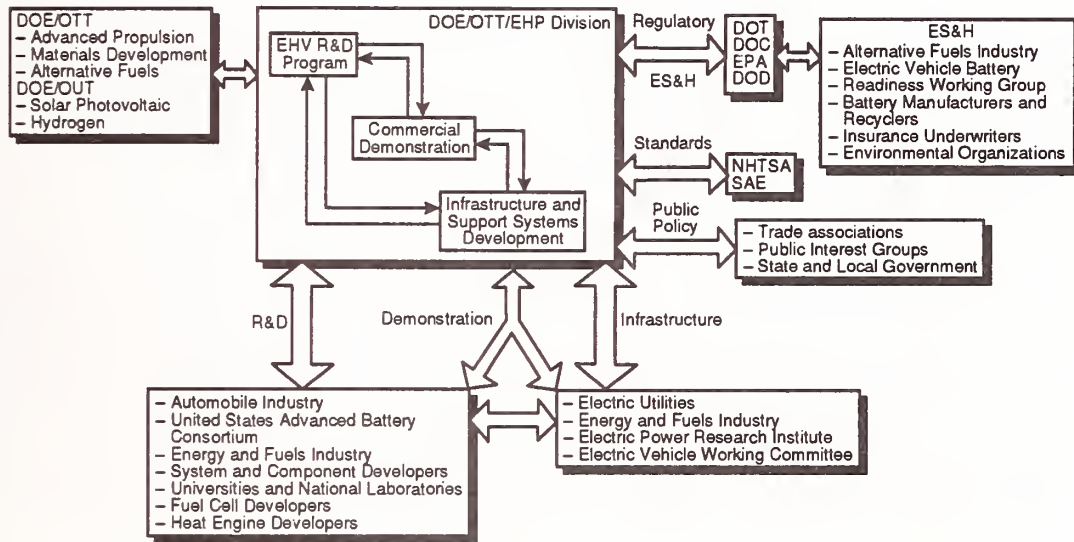 DOE/OTT
– Advanced Propulsion
– Materials Development
– Alternative Fuels
DOE/OUT
– Solar Photovoltaic
– Hydrogen
DOE/OTT/EHP Division
EHV R&D
Program
Commercial
Demonstration
Infrastructure and
Support Systems
Development
Regulatory
ES&H
DOT
DOC
EPA
DOD
ES&H
– Alternative Fuels Industry
– Electric Vehicle Battery
– Readiness Working Group
– Battery Manufacturers and
Recyclers
– Insurance Underwriters
– Environmental Organizations
Standards
NHTSA
SAE
Public
Policy
– Trade associations
– Public Interest Groups
– State and Local Government
R&D
Demonstration
Infrastructure
– Automobile Industry
– United States Advanced Battery
Consortium
– Energy and Fuels Industry
– System and Component Developers
– Universities and National Laboratories
– Fuel Cell Developers
– Heat Engine Developers
– Electric Utilities
– Energy and Fuels Industry
– Electric Power Research Institute
– Electric Vehicle Working Committee